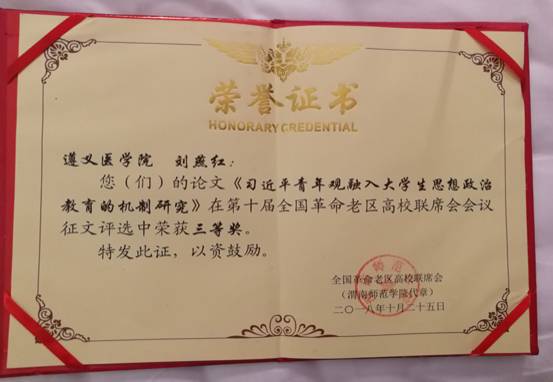 荣誉证书
HONORARY CREDENTIAL
遵义医学院 刘燕红：
您（们）的论文《习近平青年观融入大学生思想政治
教育的机制研究》在第十届全国革命老区高校联席会会议
征文评选中荣获三等奖。
特发此证，以资鼓励。
师范
全国革命老区高校联席会
（渭南师范学院代章）
二〇一八年十月二十五日